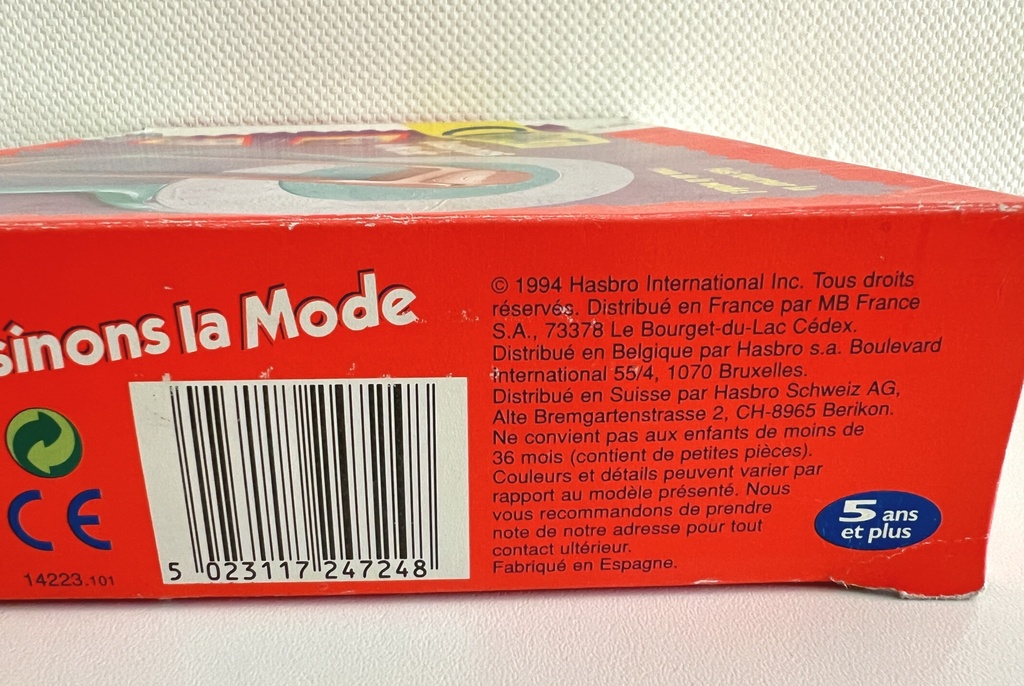 sinons la Mode
© 1994 Hasbro International Inc. Tous droits
réservés. Distribué en France par MB France
S.A., 73378 Le Bourget-du-Lac Cédex.
Distribué en Belgique par Hasbro s.a. Boulevard
International 55/4, 1070 Bruxelles.
Distribué en Suisse par Hasbro Schweiz AG,
Alte Bremgartenstrasse 2, CH-8965 Berikon.
Ne convient pas aux enfants de moins de
36 mois (contient de petites pièces).
Couleurs et détails peuvent varier par
rapport au modèle présenté. Nous
vous recommandons de prendre
note de notre adresse pour tout
contact ultérieur.
Fabriqué en Espagne.
5 ans
et plus
CE
14223.101
5 023117 247248